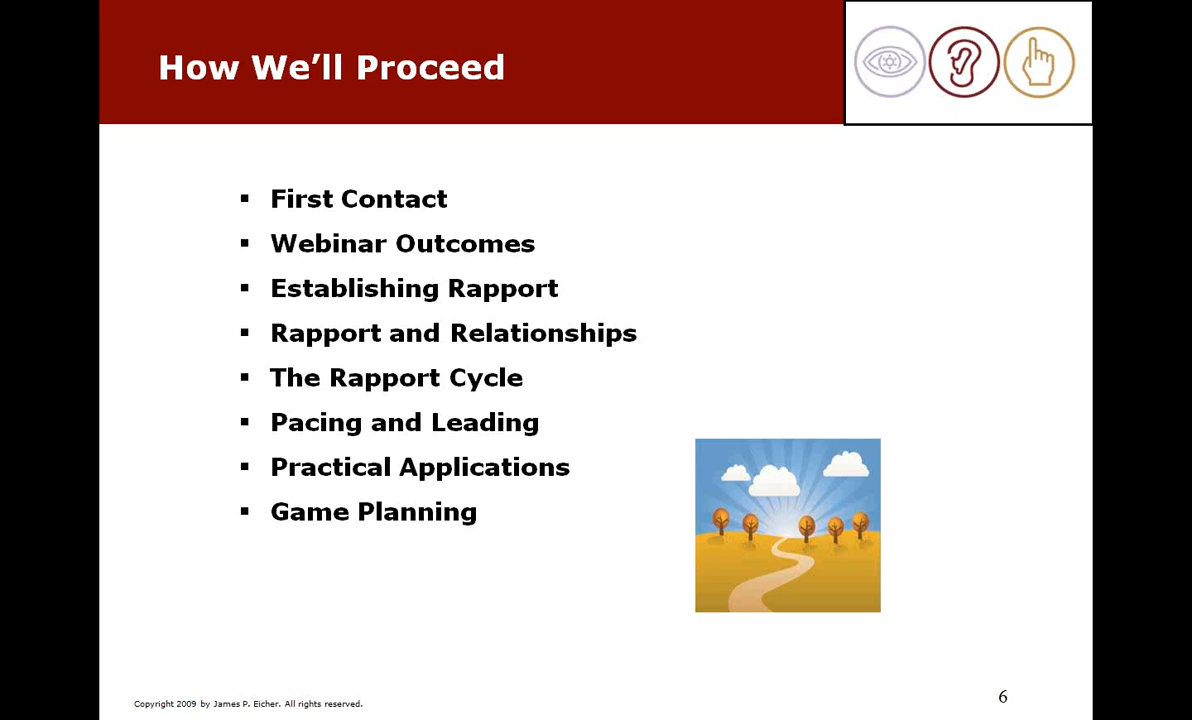 How We’ll Proceed
▪ First Contact
▪ Webinar Outcomes
▪ Establishing Rapport
▪ Rapport and Relationships
▪ The Rapport Cycle
▪ Pacing and Leading
▪ Practical Applications
▪ Game Planning
Copyright 2009 by James P. Eicher. All rights reserved.
6